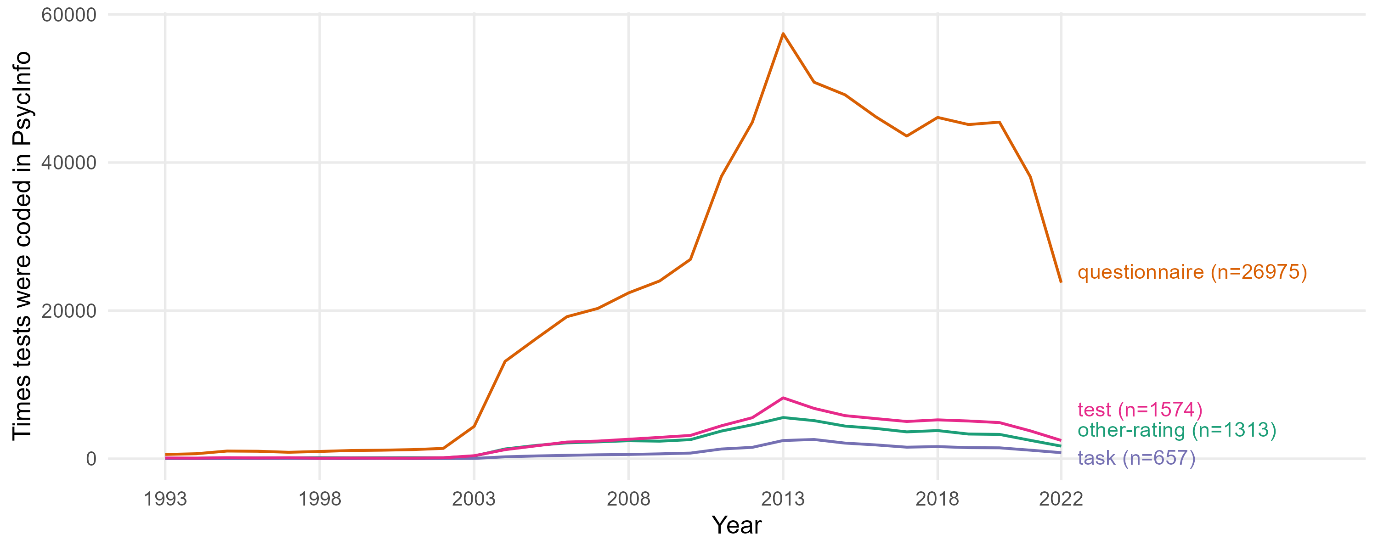 Times tests were coded in PsycInfo
60000
40000
20000
0
questionnaire (n=26975)
test (n=1574)
other-rating (n=1313)
task (n=657)
1993 1998 2003 2008 2013 2018 2022
Year